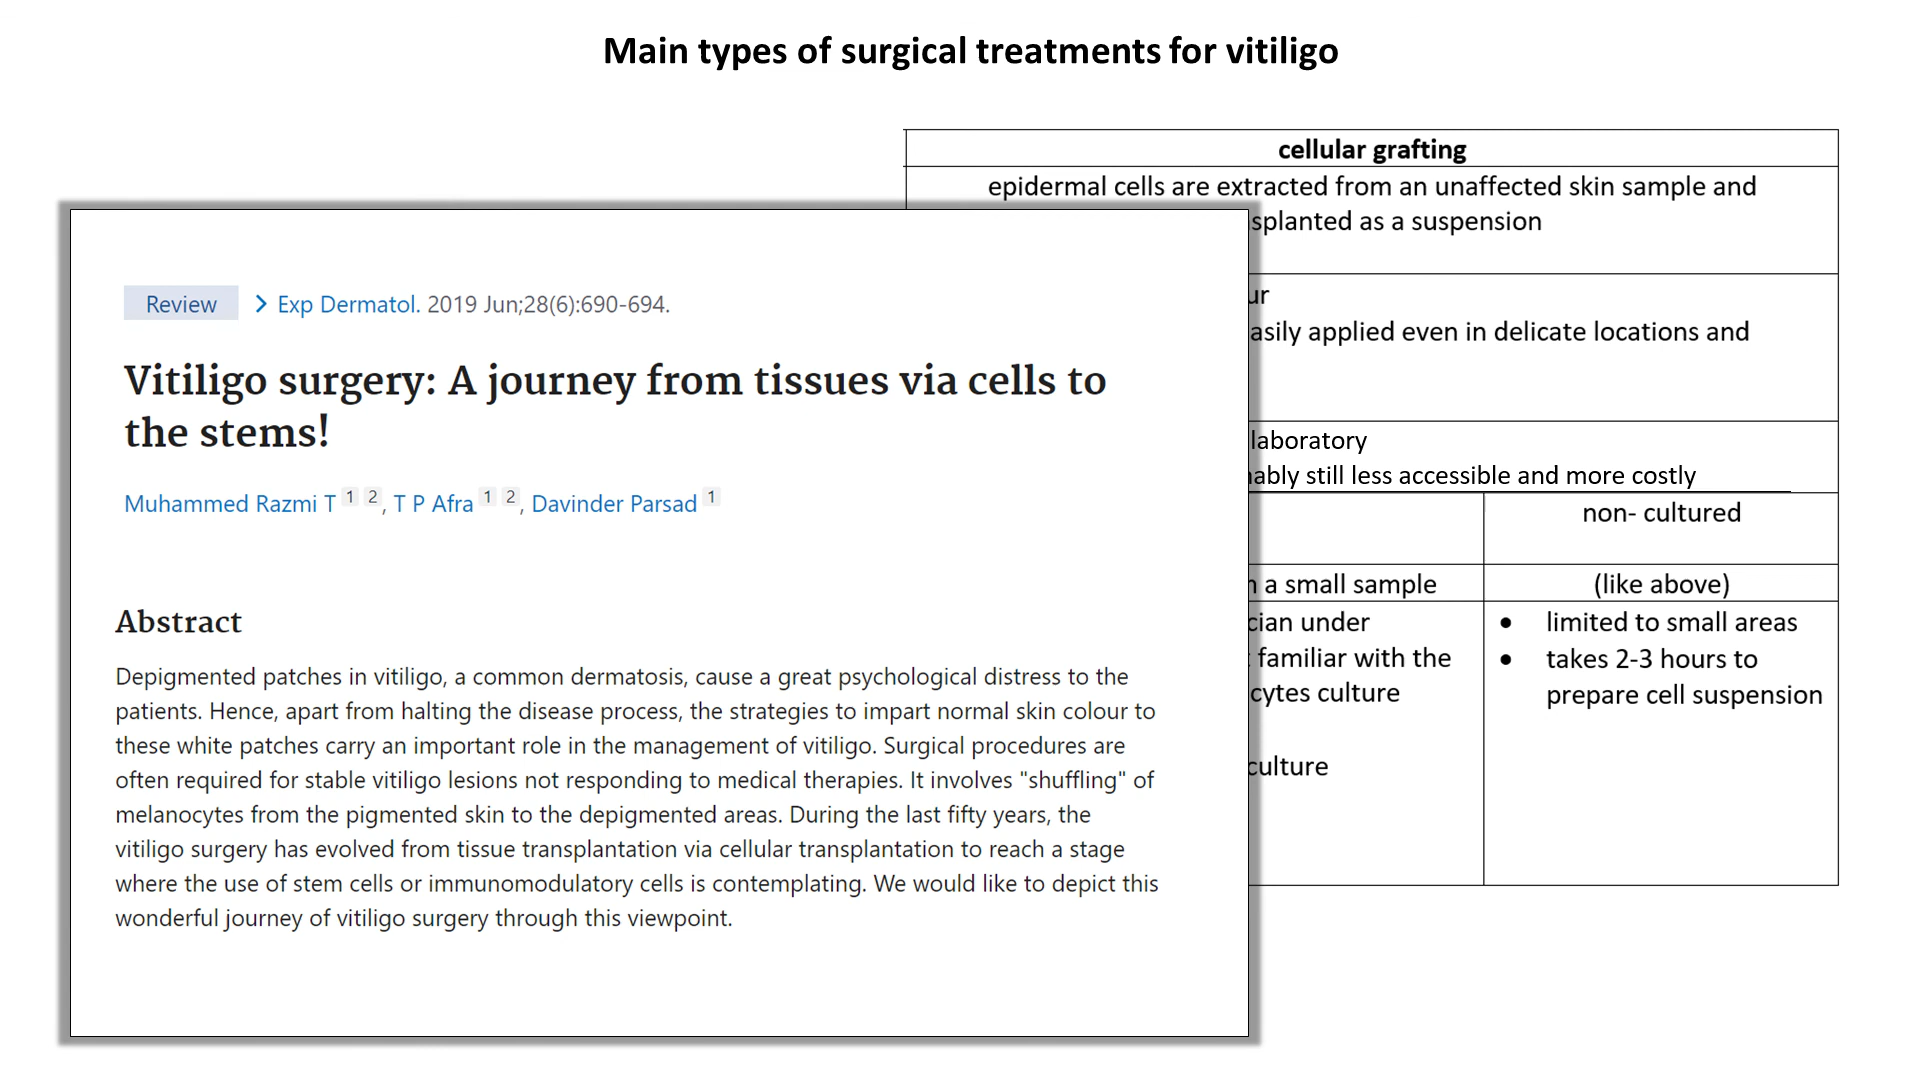 Main types of surgical treatments for vitiligo
cellular grafting
epidermal cells are extracted from an unaffected skin sample and
as a suspension
applied even in delicate locations and
laboratory
still less accessible and more costly
non- cultured
a small sample
(like above)
under
familiar with the
culture
culture
• limited to small areas
• takes 2-3 hours to
prepare cell suspension
Review > Exp Dermatol. 2019 Jun;28(6):690-694.
Vitiligo surgery: A journey from tissues via cells to
the stems!
Muhammed Razmi T 1 2, T P Afra 1 2, Davinder Parsad 1
Abstract
Depigmented patches in vitiligo, a common dermatosis, cause a great psychological distress to the
patients. Hence, apart from halting the disease process, the strategies to impart normal skin colour to
these white patches carry an important role in the management of vitiligo. Surgical procedures are
often required for stable vitiligo lesions not responding to medical therapies. It involves "shuffling" of
melanocytes from the pigmented skin to the depigmented areas. During the last fifty years, the
vitiligo surgery has evolved from tissue transplantation via cellular transplantation to reach a stage
where the use of stem cells or immunomodulatory cells is contemplating. We would like to depict this
wonderful journey of vitiligo surgery through this viewpoint.